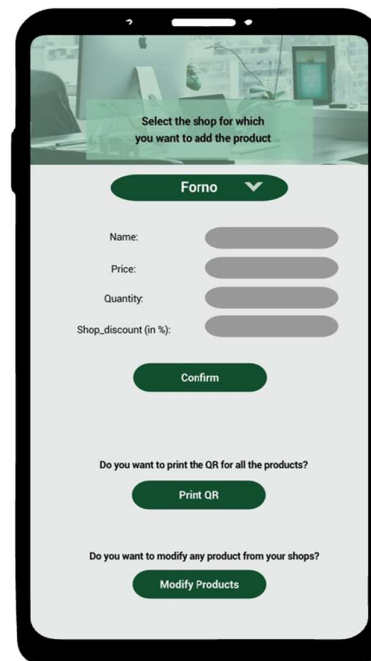 Select the shop for which
you want to add the product
Forno
Name:
Price:
Quantity:
Shop_discount (in %):
Confirm
Do you want to print the QR for all the products?
Print QR
Do you want to modify any product from your shops?
Modify Products